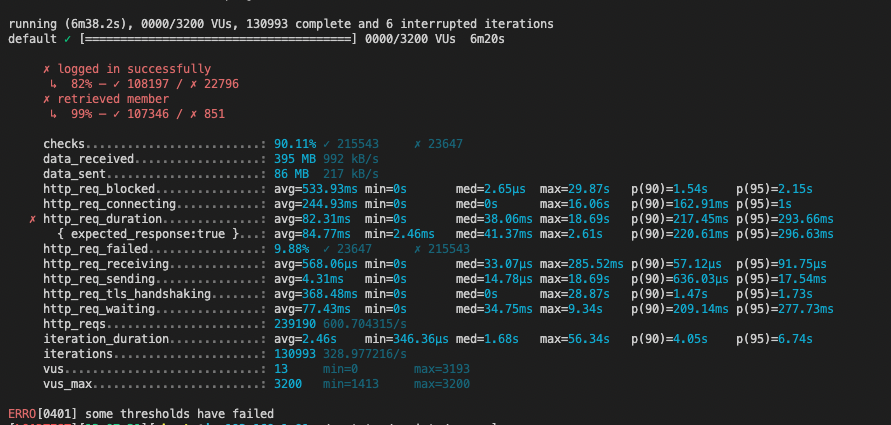 running (6m38.2s), 0000/3200 VUs, 130993 complete and 6 interrupted iterations
default ✓ [======================================] 0000/3200 VUs  6m20s
✗ logged in successfully
↳  82% — ✓ 108197 / ✗ 22796
✗ retrieved member
↳  99% — ✓ 107346 / ✗ 851
checks.........................: 90.11% ✓ 215543     ✗ 23647
data_received..................: 395 MB 992 kB/s
data_sent......................: 86 MB  217 kB/s
http_req_blocked...............: avg=533.93ms min=0s       med=2.65µs  max=29.87s   p(90)=1.54s    p(95)=2.15s
http_req_connecting............: avg=244.93ms min=0s       med=0s      max=16.06s   p(90)=162.91ms p(95)=1s
✗ http_req_duration..............: avg=82.31ms  min=0s       med=38.06ms max=18.69s   p(90)=217.45ms p(95)=293.66ms
{ expected_response:true }...: avg=84.77ms  min=2.46ms   med=41.37ms max=2.61s    p(90)=220.61ms p(95)=296.63ms
http_req_failed................: 9.88%  ✓ 23647      ✗ 215543
http_req_receiving.............: avg=568.06µs min=0s       med=33.07µs max=285.52ms p(90)=57.12µs  p(95)=91.75µs
http_req_sending...............: avg=4.31ms   min=0s       med=14.78µs max=18.69s   p(90)=636.03µs p(95)=17.54ms
http_req_tls_handshaking.......: avg=368.48ms min=0s       med=0s      max=28.87s   p(90)=1.47s    p(95)=1.73s
http_req_waiting...............: avg=77.43ms  min=0s       med=34.75ms max=9.34s    p(90)=209.14ms p(95)=277.73ms
http_reqs......................: 239190 600.704315/s
iteration_duration.............: avg=2.46s    min=346.36µs med=1.68s   max=56.34s   p(90)=4.05s    p(95)=6.74s
iterations.....................: 130993 328.977216/s
vus............................: 13     min=0        max=3193
vus_max........................: 3200   min=1413     max=3200
ERRO[0401] some thresholds have failed